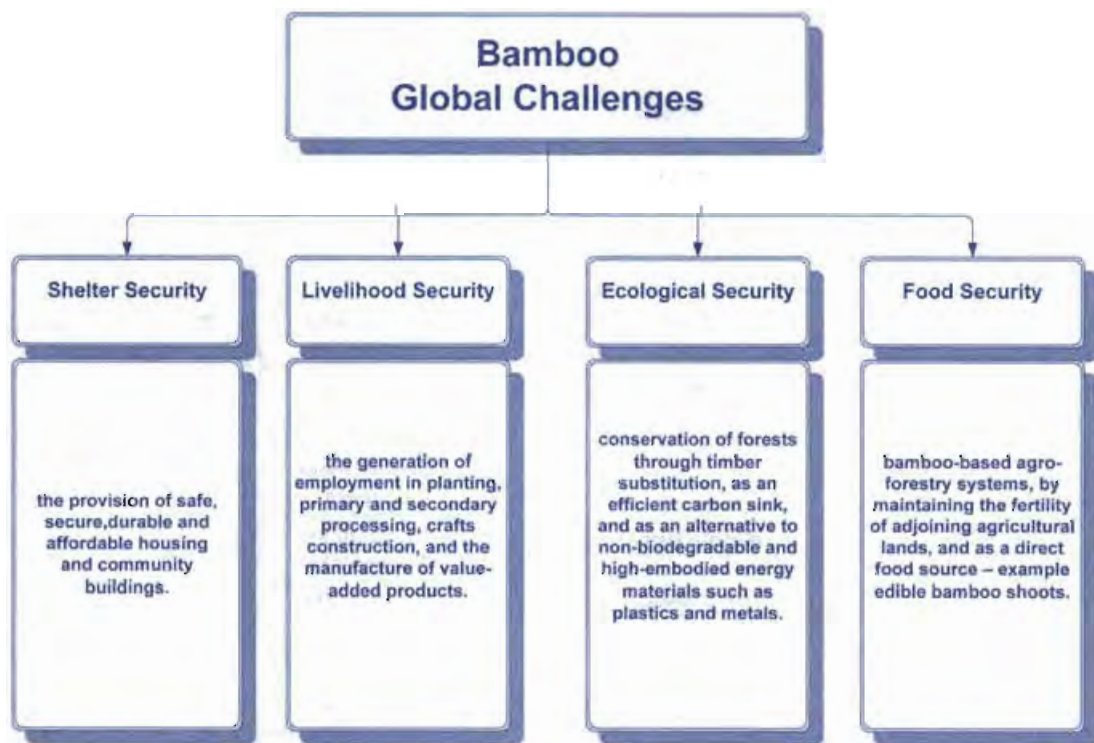 Bamboo
Global Challenges
Shelter Security
Livelihood Security
Ecological Security
Food Security
the provision of safe,
secure,durable and
affordable housing
and community
buildings.
the generation of
employment in planting,
primary and secondary
processing, crafts
construction, and the
manufacture of value-
added products.
conservation of forests
through timber
substitution, as an
efficient carbon sink,
and as an alternative to
non-biodegradable and
high-embodied energy
materials such as
plastics and metals.
bamboo-based agro-
forestry systems, by
maintaining the fertility
of adjoining agricultural
lands, and as a direct
food source – example
edible bamboo shoots.